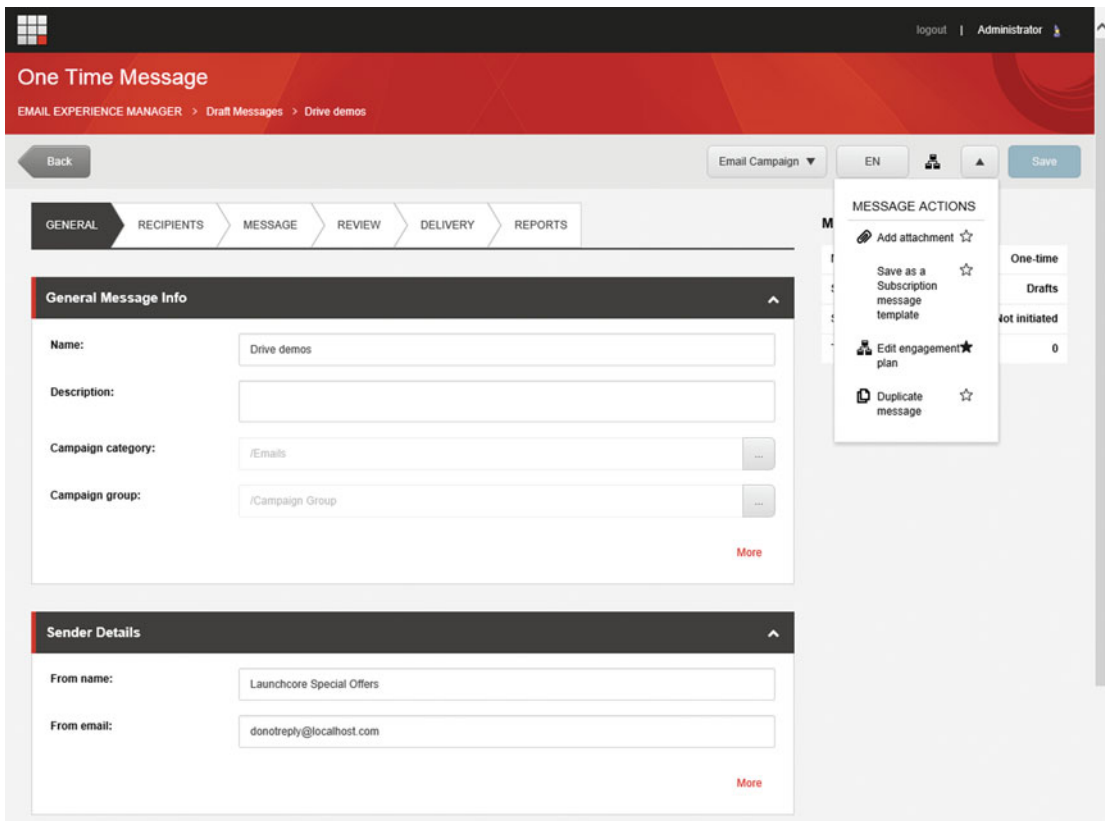 logout | Administrator
One Time Message
EMAIL EXPERIENCE MANAGER > Draft Messages > Drive demos
Back
Email Campaign ▼
EN
▲
Save
GENERAL
RECIPIENTS
MESSAGE
REVIEW
DELIVERY
REPORTS
MESSAGE ACTIONS
Add attachment
Save as a
Subscription
message
template
Edit engagement
plan
Duplicate
message
M
One-time
Drafts
Not initiated
0
General Message Info
Name:
Drive demos
Description:
Campaign category:
/Emails
...
Campaign group:
/Campaign Group
...
More
Sender Details
From name:
Launchcore Special Offers
From email:
donotreply@localhost.com
More